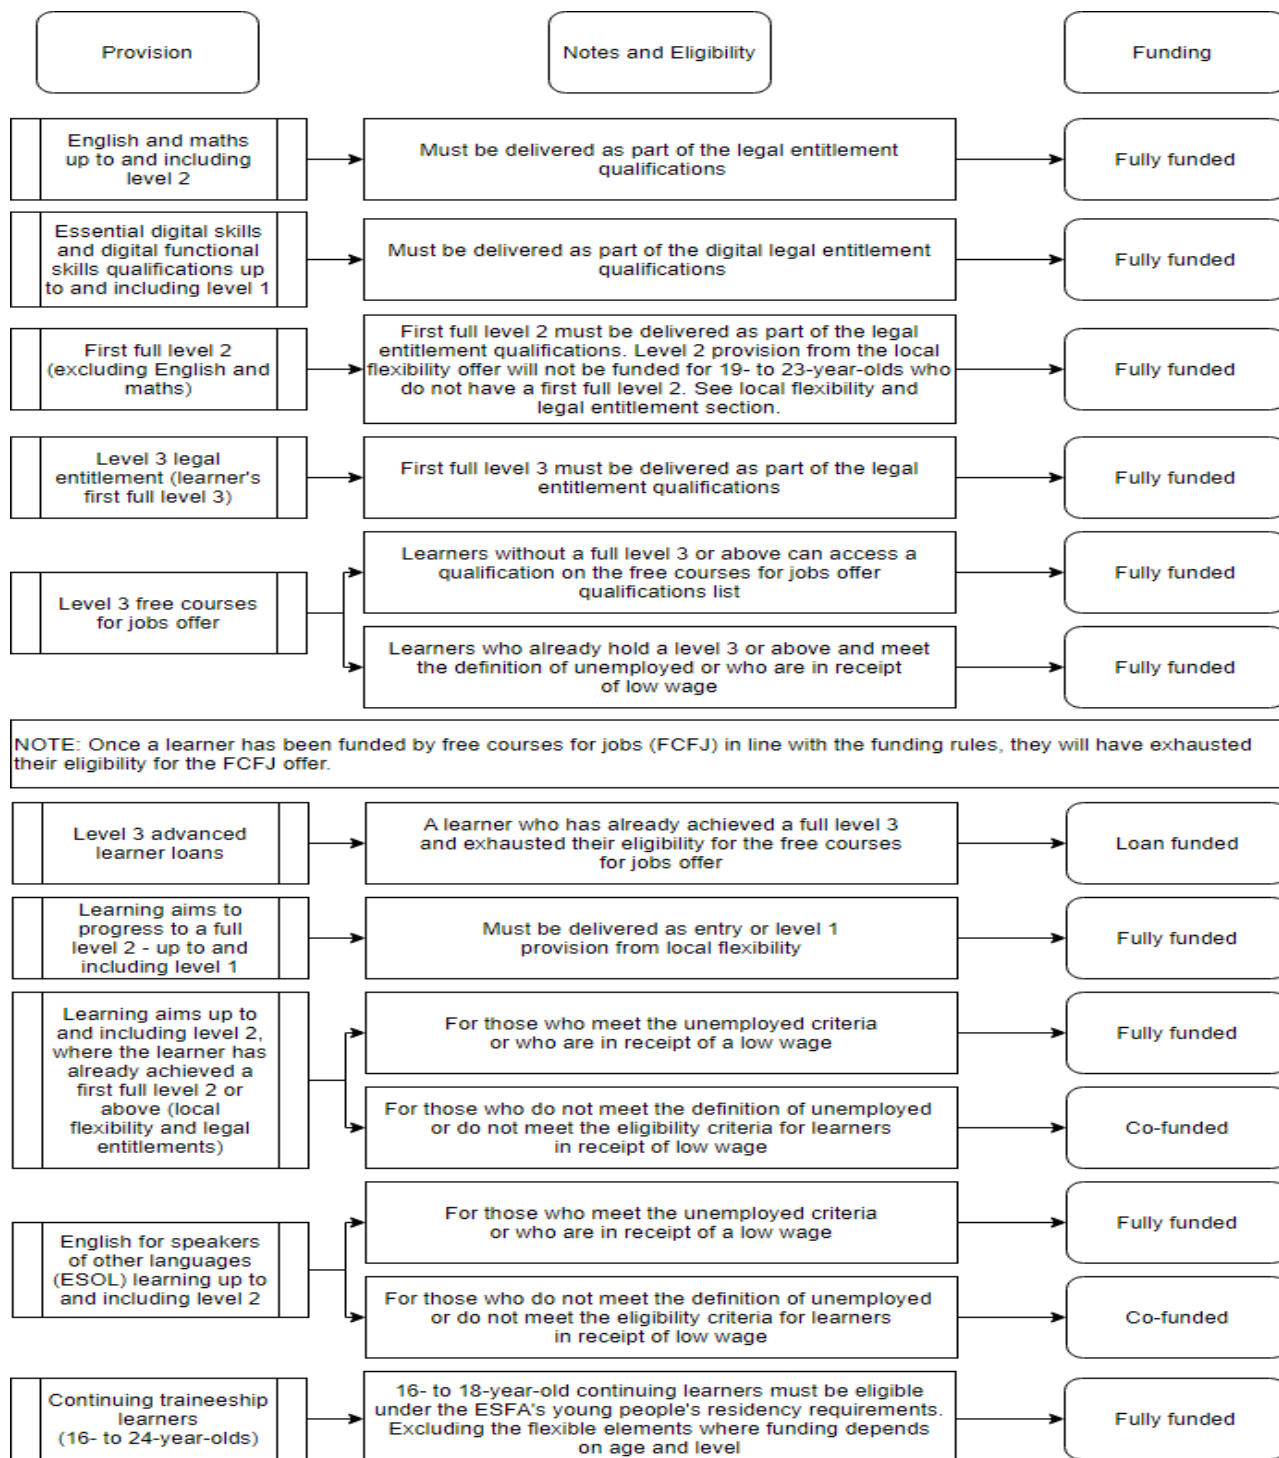 Provision
Notes and Eligibility
Funding
English and maths
up to and including
level 2
Must be delivered as part of the legal entitlement
qualifications
Fully funded
Essential digital skills
and digital functional
skills qualifications up
to and including level 1
Must be delivered as part of the digital legal entitlement
qualifications
Fully funded
First full level 2
(excluding English and
maths)
First full level 2 must be delivered as part of the legal
entitlement qualifications. Level 2 provision from the local
flexibility offer will not be funded for 19- to 23-year-olds who
do not have a first full level 2. See local flexibility and
legal entitlement section.
Fully funded
Level 3 legal
entitlement (learner's
first full level 3)
First full level 3 must be delivered as part of the legal
entitlement qualifications
Fully funded
Level 3 free courses
for jobs offer
Learners without a full level 3 or above can access a
qualification on the free courses for jobs offer
qualifications list
Fully funded
Learners who already hold a level 3 or above and meet
the definition of unemployed or who are in receipt
of low wage
Fully funded
NOTE: Once a learner has been funded by free courses for jobs (FCFJ) in line with the funding rules, they will have exhausted
their eligibility for the FCFJ offer.
Level 3 advanced
learner loans
A learner who has already achieved a full level 3
and exhausted their eligibility for the free courses
for jobs offer
Loan funded
Learning aims to
progress to a full
level 2 - up to and
including level 1
Must be delivered as entry or level 1
provision from local flexibility
Fully funded
Learning aims up to
and including level 2,
where the learner has
already achieved a
first full level 2 or
above (local
flexibility and legal
entitlements)
For those who meet the unemployed criteria
or who are in receipt of a low wage
Fully funded
For those who do not meet the definition of unemployed
or do not meet the eligibility criteria for learners
in receipt of low wage
Co-funded
English for speakers
of other languages
(ESOL) learning up to
and including level 2
For those who meet the unemployed criteria
or who are in receipt of a low wage
Fully funded
For those who do not meet the definition of unemployed
or do not meet the eligibility criteria for learners
in receipt of low wage
Co-funded
Continuing traineeship
learners
(16- to 24-year-olds)
16- to 18-year-old continuing learners must be eligible
under the ESFA's young people's residency requirements.
Excluding the flexible elements where funding depends
on age and level
Fully funded